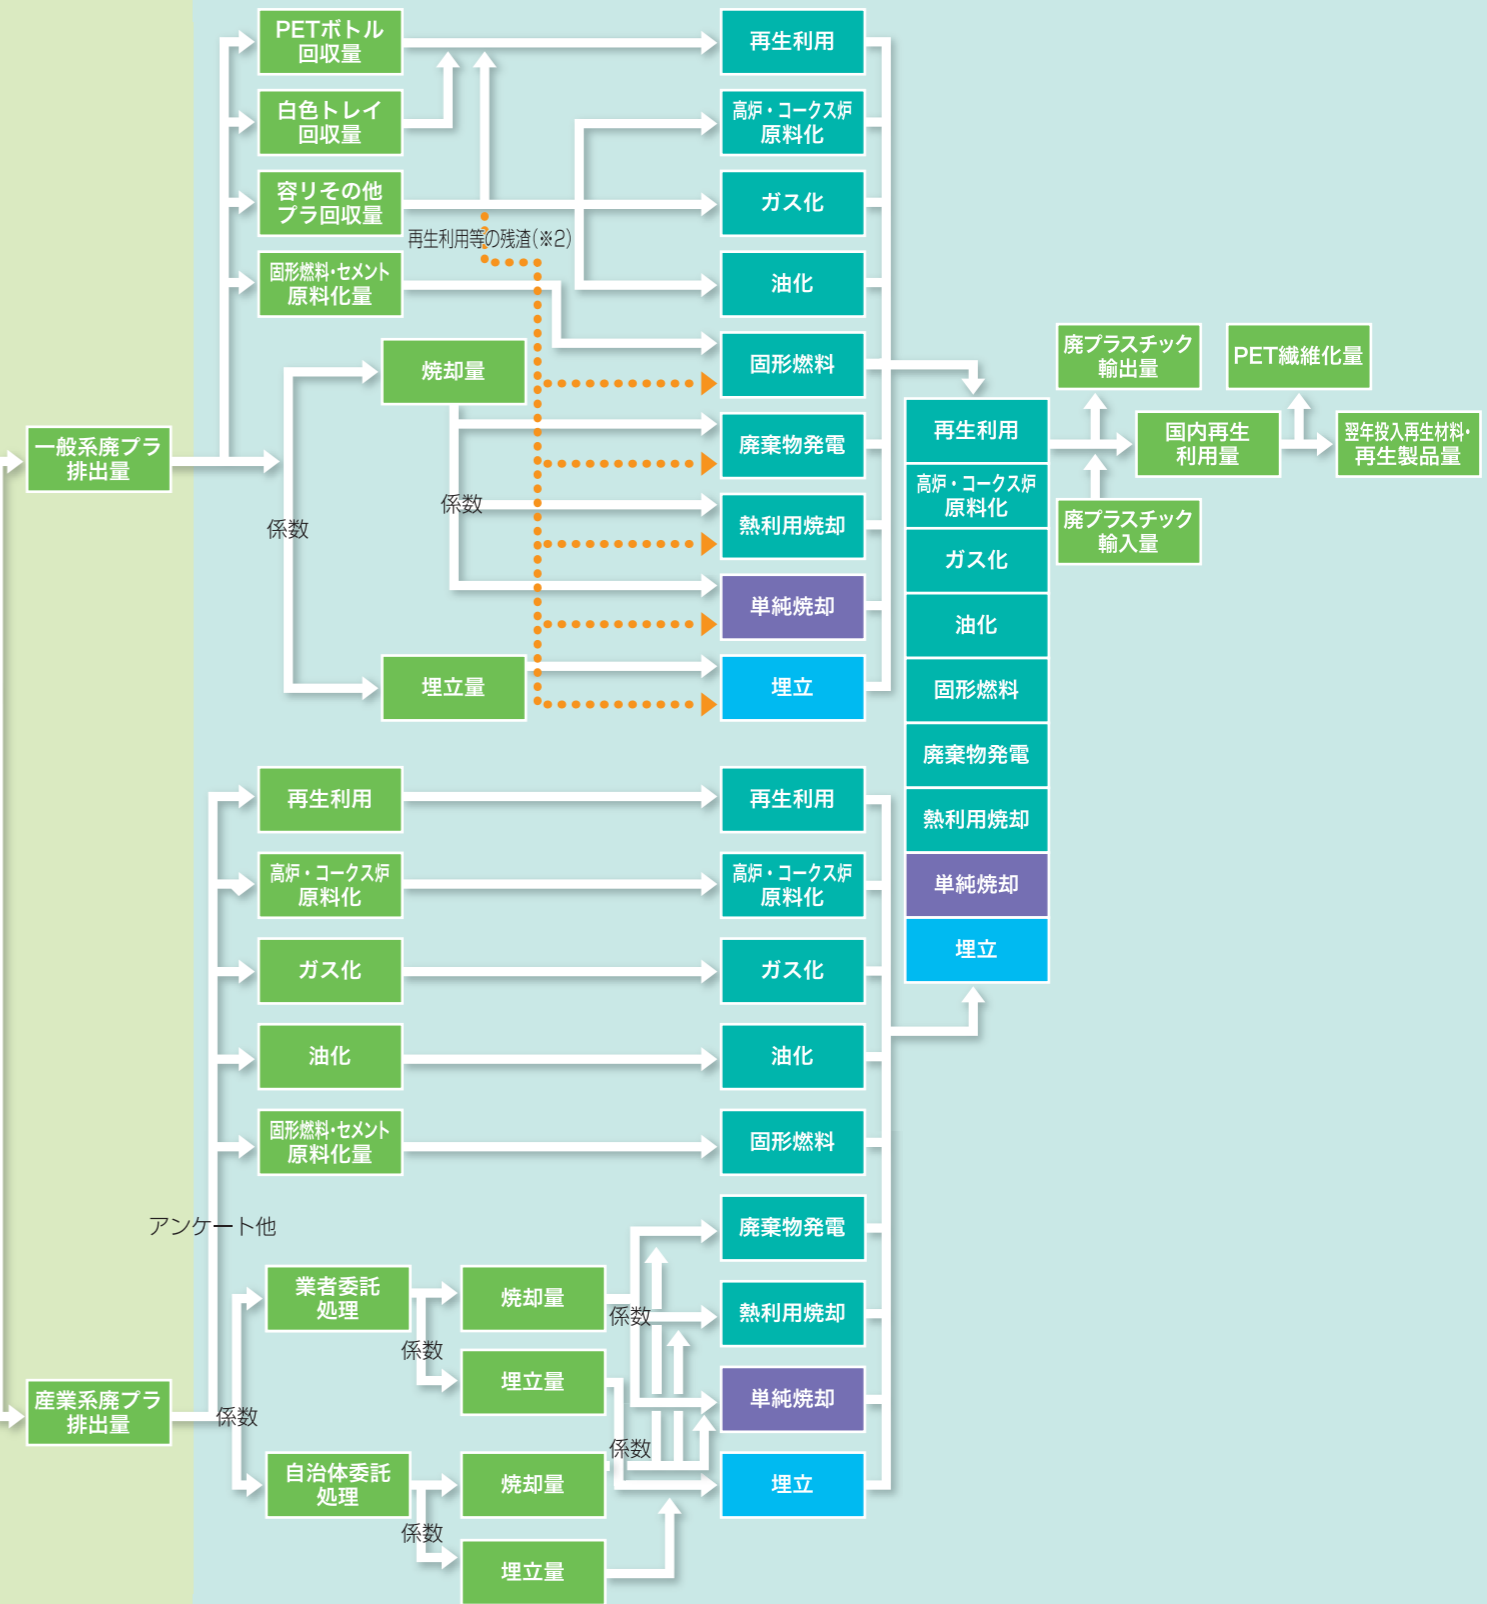 一般系廃プラ
排出量
係数
PETボトル
回収量
白色トレイ
回収量
容リその他
プラ回収量
固形燃料・セメント
原料化量
再生利用等の残渣(※2)
焼却量
係数
埋立量
再生利用
高炉・コークス炉
原料化
ガス化
油化
固形燃料
廃棄物発電
熱利用焼却
単純焼却
埋立
産業系廃プラ
排出量
アンケート他
係数
再生利用
高炉・コークス炉
原料化
ガス化
油化
固形燃料・セメント
原料化量
業者委託
処理
係数
自治体委託
処理
係数
焼却量
埋立量
焼却量
埋立量
係数
係数
再生利用
高炉・コークス炉
原料化
ガス化
油化
固形燃料
廃棄物発電
熱利用焼却
単純焼却
埋立
再生利用
高炉・コークス炉
原料化
ガス化
油化
固形燃料
廃棄物発電
熱利用焼却
単純焼却
埋立
廃プラスチック
輸出量
廃プラスチック
輸入量
国内再生
利用量
PET繊維化量
翌年投入再生材料・
再生製品量